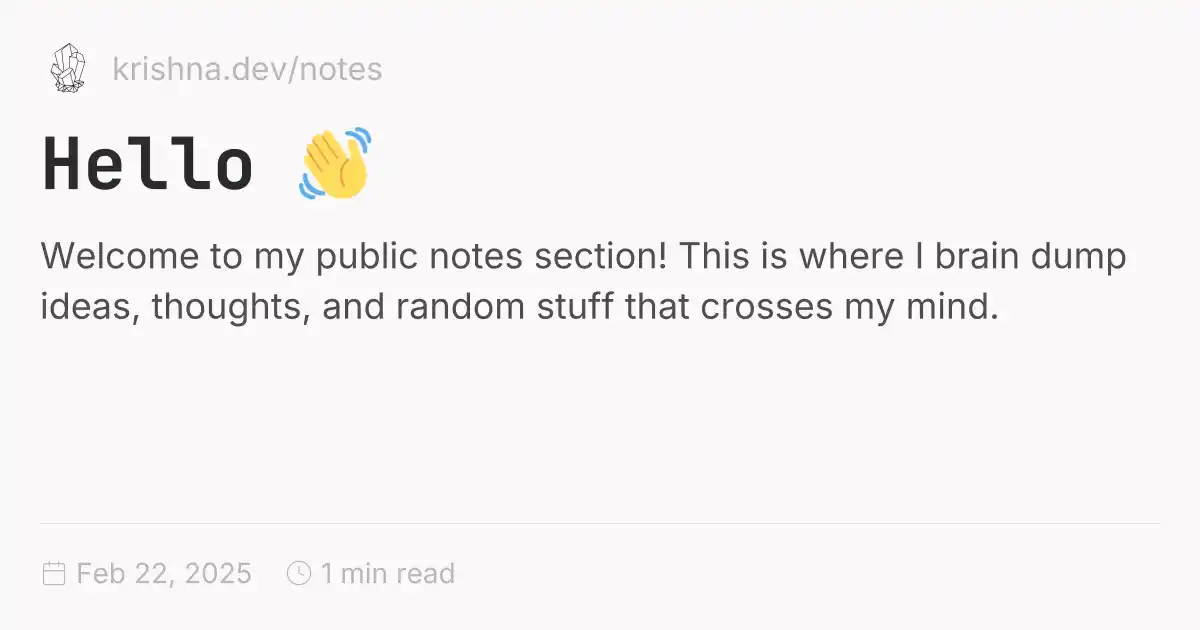 krishna.dev/notes
Hello 👋
Welcome to my public notes section! This is where I brain dump
ideas, thoughts, and random stuff that crosses my mind.
Feb 22, 2025 1 min read